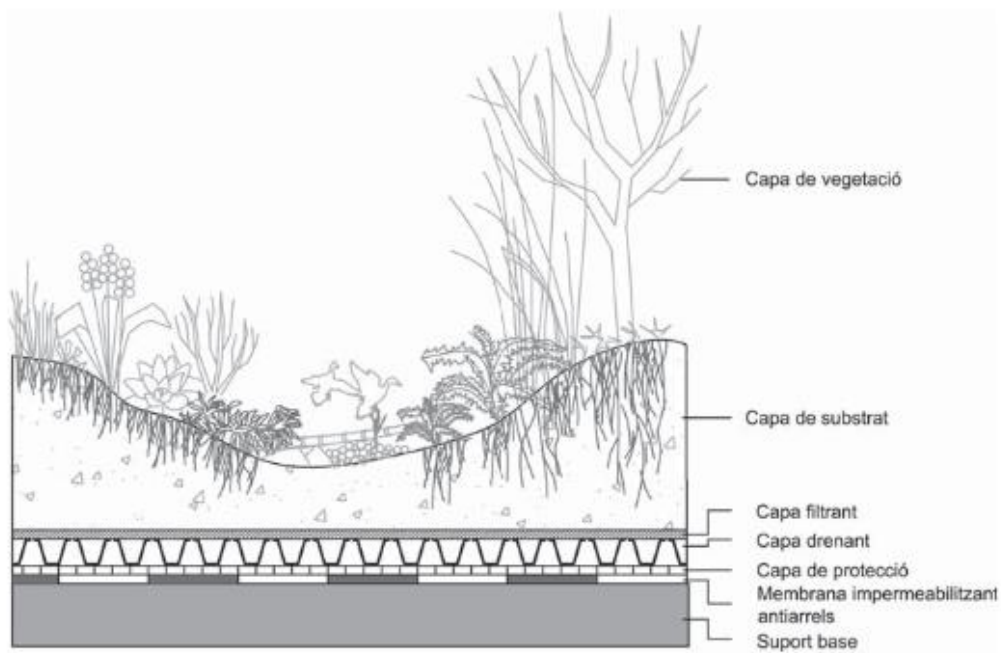 Capa de vegetació
Capa de substrat
Capa filtrant
Capa drenant
Capa de protecció
Membrana impermeabilitzant
antiarrels
Suport base